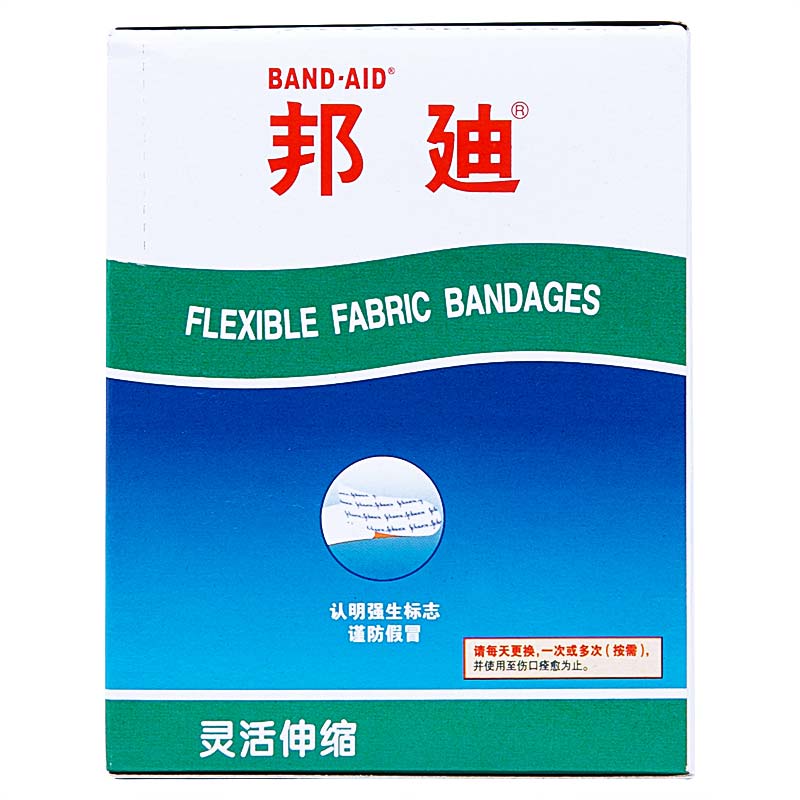 BAND-AID®
邦廸®
FLEXIBLE FABRIC BANDAGES
认明强生标志
谨防假冒
请每天更换,一次或多次(按需),
并使用至伤口痊愈为止。
灵活伸缩